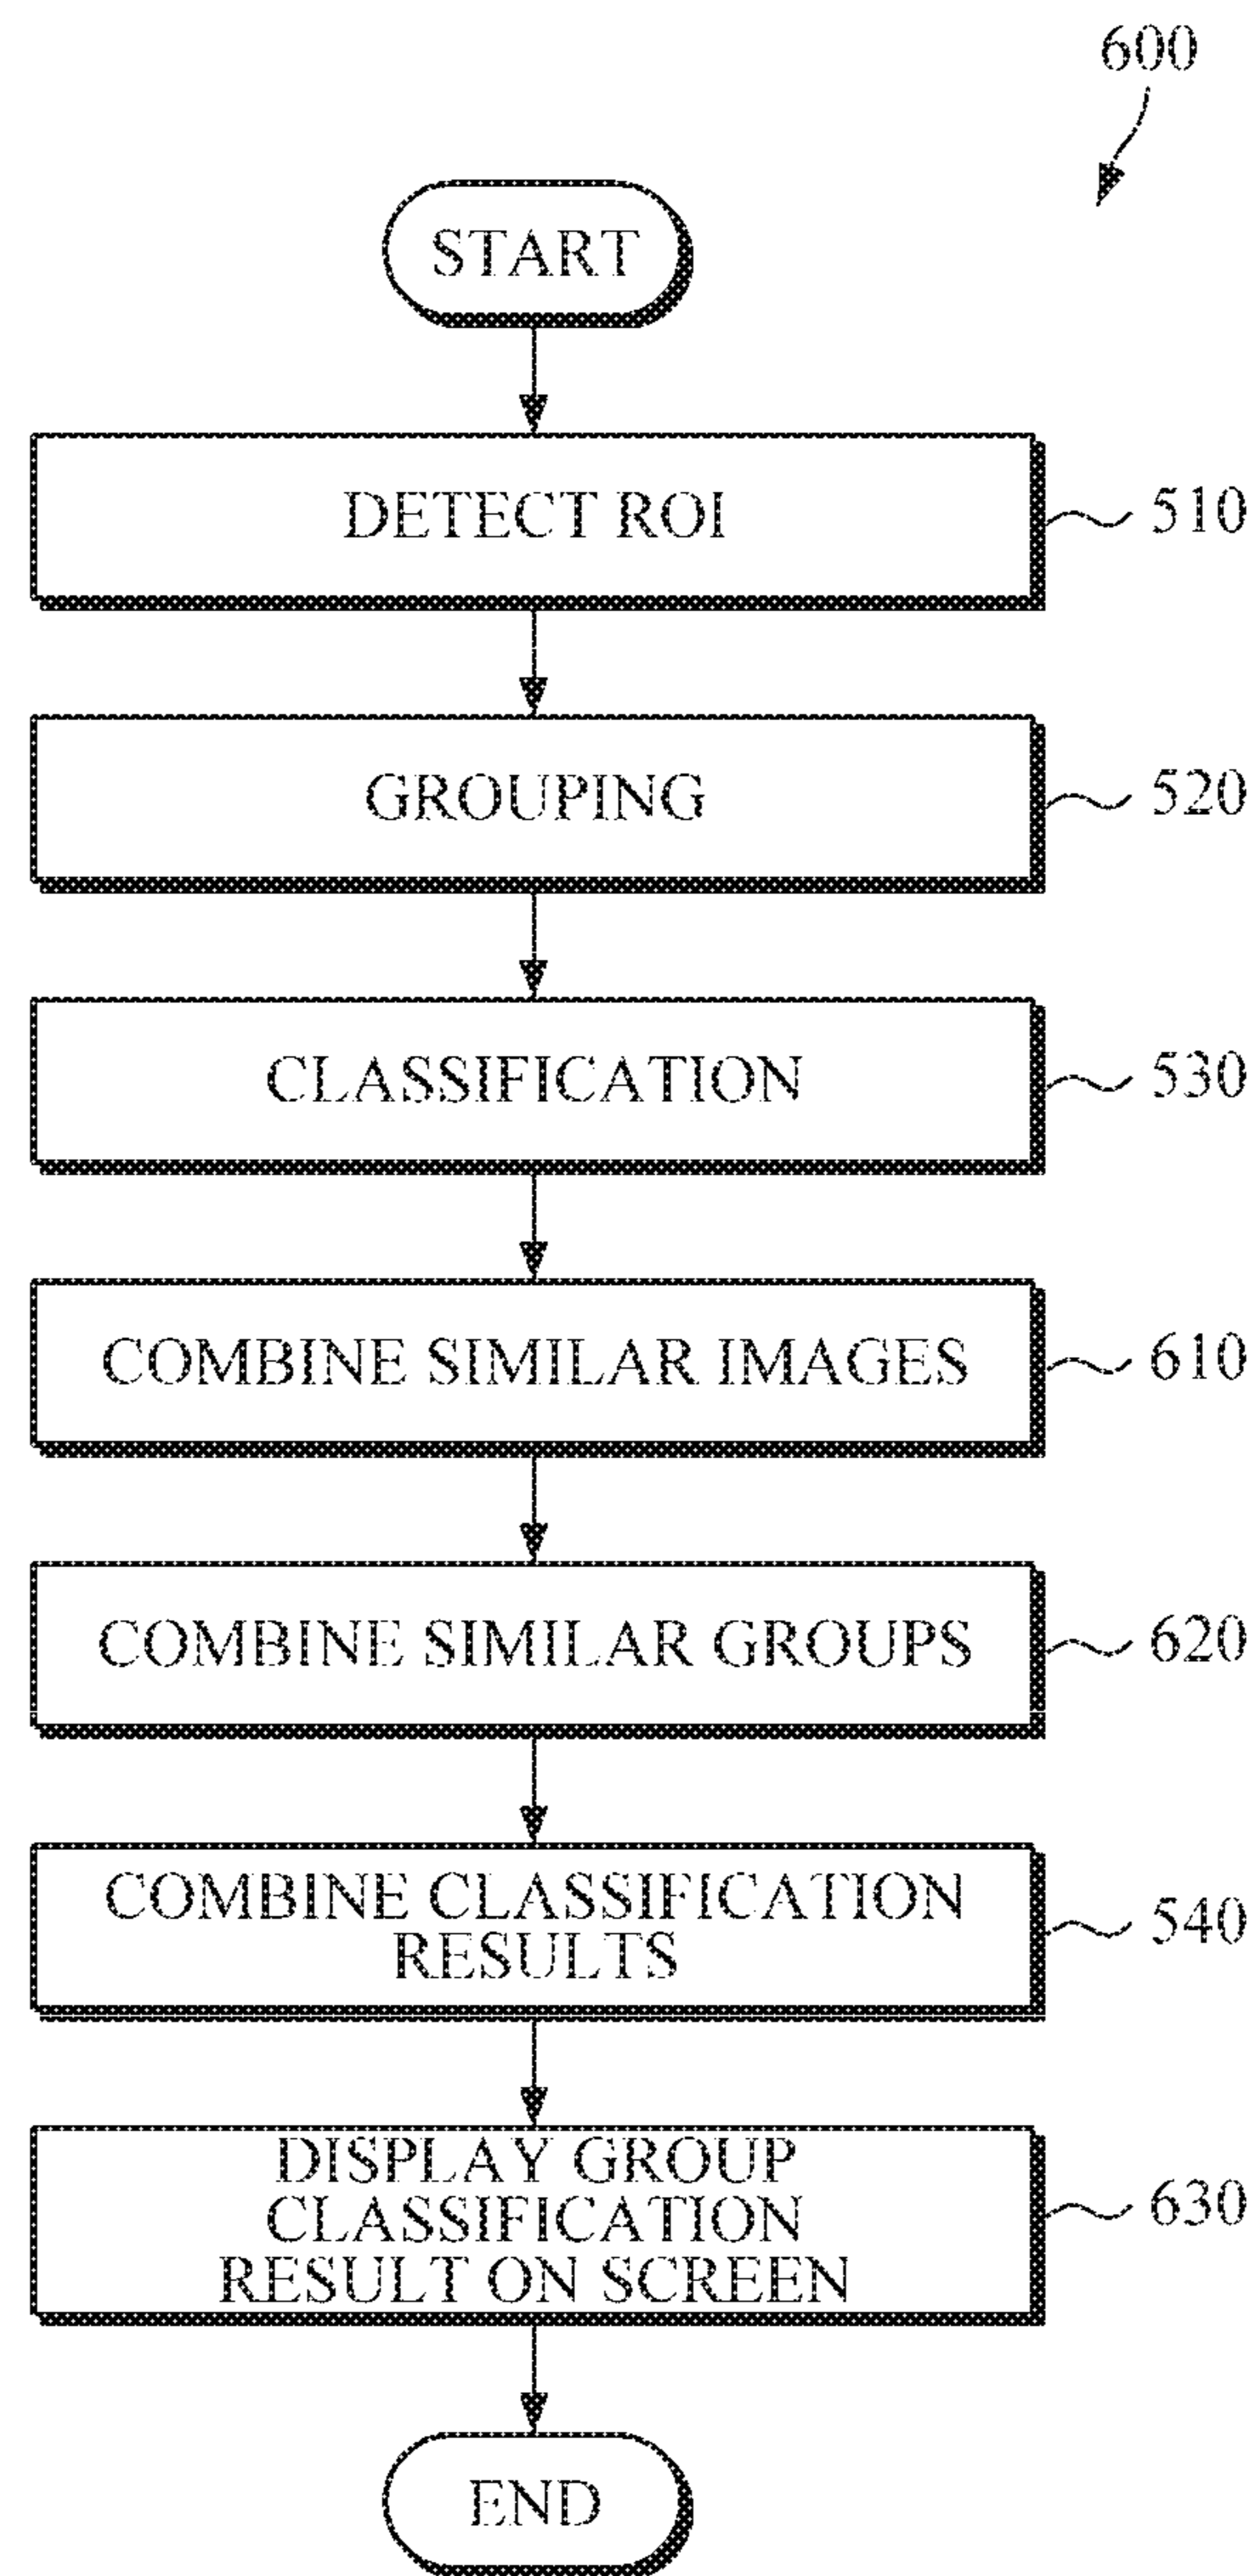 600
START
DETECT ROI
510
GROUPING
520
CLASSIFICATION
530
COMBINE SIMILAR IMAGES
610
COMBINE SIMILAR GROUPS
620
COMBINE CLASSIFICATION
RESULTS
540
DISPLAY GROUP
CLASSIFICATION
RESULT ON SCREEN
630
END